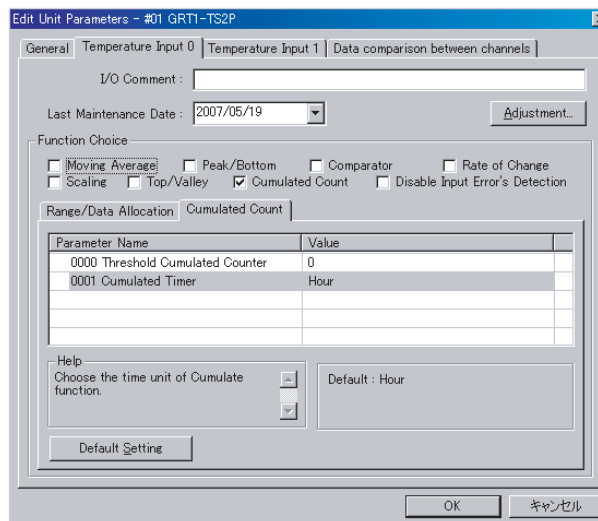 Edit Unit Parameters - #01 GRT1-TS2P
General Temperature Input 0 Temperature Input 1 Data comparison between channels
I/O Comment :
Last Maintenance Date : 2007/05/19 Adjustment...
Function Choice
Moving Average Peak/Bottom Comparator Rate of Change
Scaling Top/Valley Cumulated Count Disable Input Error's Detection
Range/Data Allocation Cumulated Count
Parameter Name Value
0000 Threshold Cumulated Counter 0
0001 Cumulated Timer Hour
Help
Choose the time unit of Cumulate
function.
Default : Hour
Default Setting
OK キャンセル